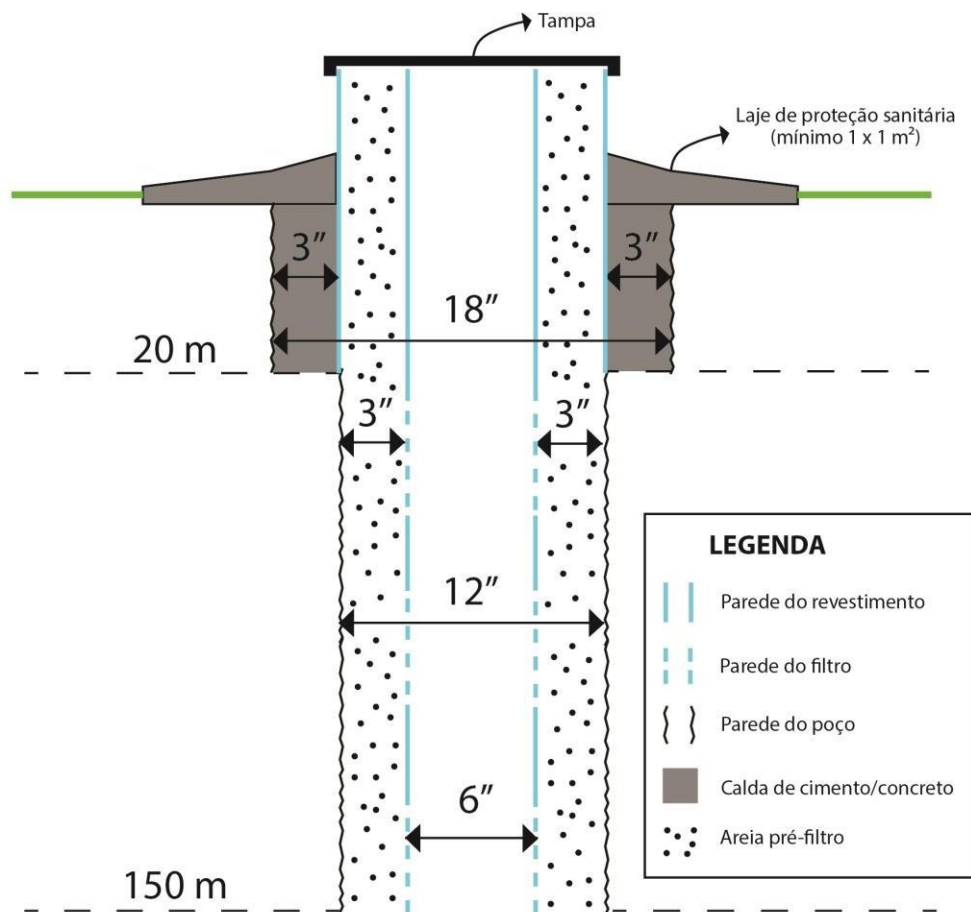 Tampa
Laje de proteção sanitária
(mínimo 1 x 1 m²)
3”
3”
18”
20 m
3”
3”
12”
6”
150 m
LEGENDA
Parede do revestimento
Parede do filtro
Parede do poço
Calda de cimento/concreto
Areia pré-filtro